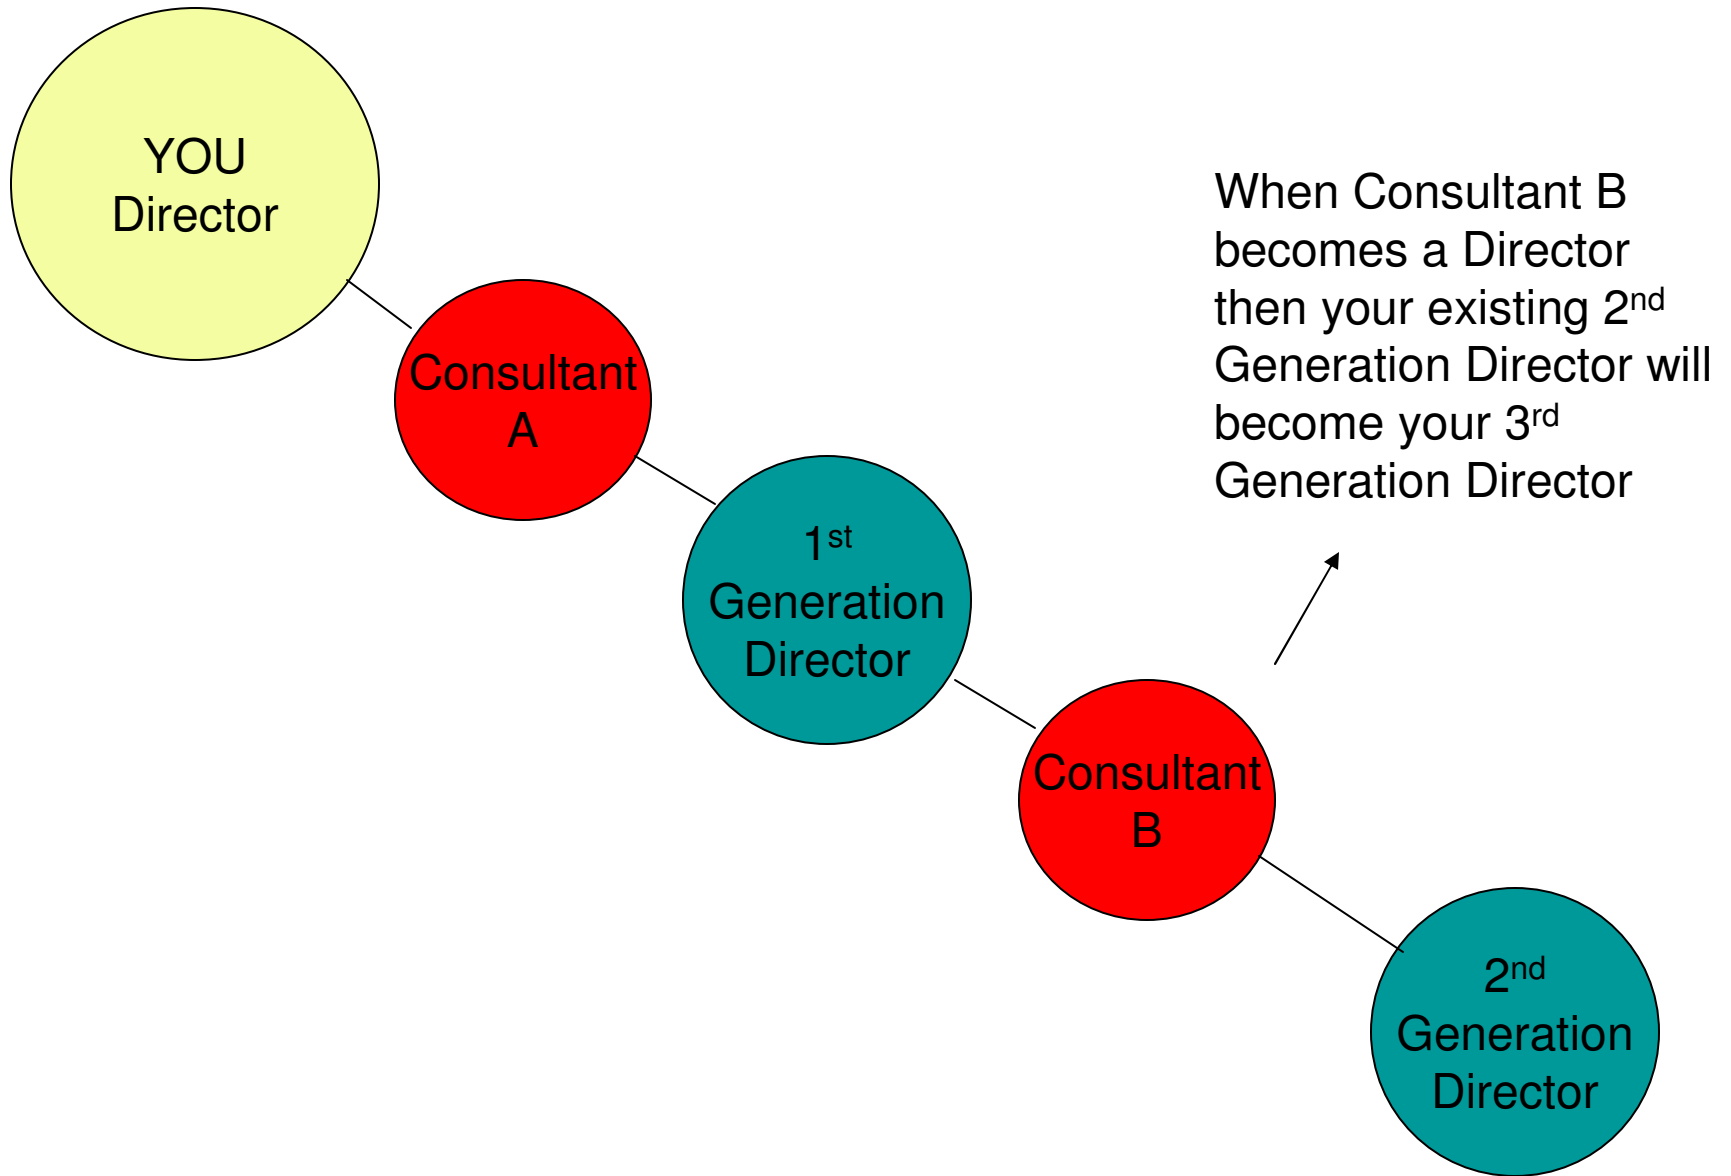 YOU
Director
Consultant
A
1st
Generation
Director
Consultant
B
2nd
Generation
Director
When Consultant B
becomes a Director
then your existing 2nd
Generation Director will
become your 3rd
Generation Director